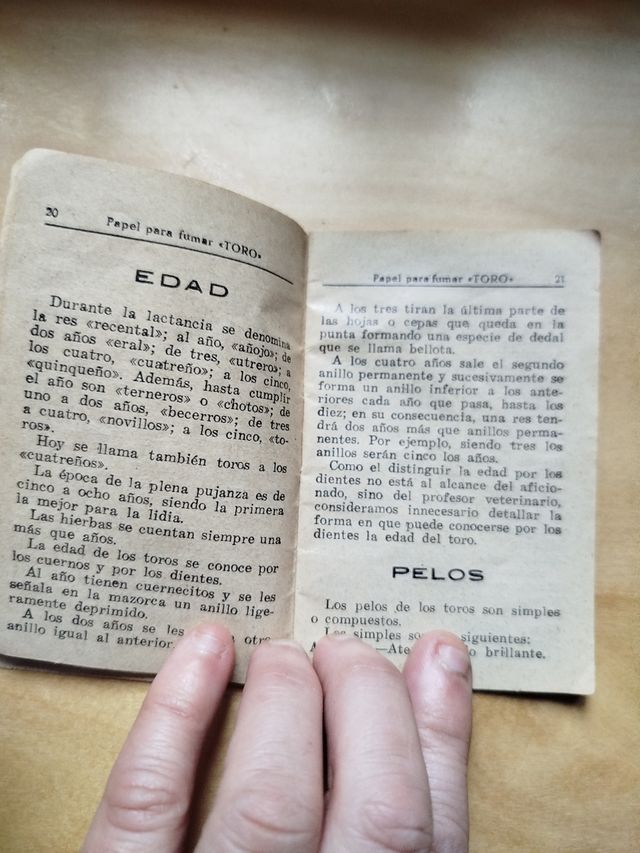 20 Papel para fumar «TORO»
EDAD
Durante la lactancia se denomina
la res «recental»; al año, «añojo»; de
dos años «eral»; de tres, «utrero»; a
los cuatro, «cuatreño»; a los cinco,
«quinqueño». Además, hasta cumplir
el año son «terneros» o «chotos»; de
uno a dos años, «becerros»; de tres
a cuatro, «novillos»; a los cinco, «to-
ros».
Hoy se llama también toros a los
«cuatreños».
La época de la plena pujanza es de
cinco a ocho años, siendo la primera
la mejor para la lidia.
Las hierbas se cuentan siempre una
más que años.
La edad de los toros se conoce por
los cuernos y por los dientes.
Al año tienen cuernecitos y se les
señala en la mazorca un anillo lige-
ramente deprimido.
A los dos años se les otro
anillo igual al anterior.
Papel para fumar «TORO» 21
A los tres tiran la última parte de
las hojas o cepas que queda en la
punta formando una especie de dedal
que se llama bellota.
A los cuatro años sale el segundo
anillo permanente y sucesivamente se
forma un anillo inferior a los ante-
riores cada año que pasa, hasta los
diez; en su consecuencia, una res ten-
drá dos años más que anillos perma-
nentes. Por ejemplo, siendo tres los
anillos serán cinco los años.
Como el distinguir la edad por los
dientes no está al alcance del aficio-
nado, sino del profesor veterinario,
consideramos innecesario detallar la
forma en que puede conocerse por los
dientes la edad del toro.
PELOS
Los pelos de los toros son simples
o compuestos.
Los simples siguientes:
brillante.